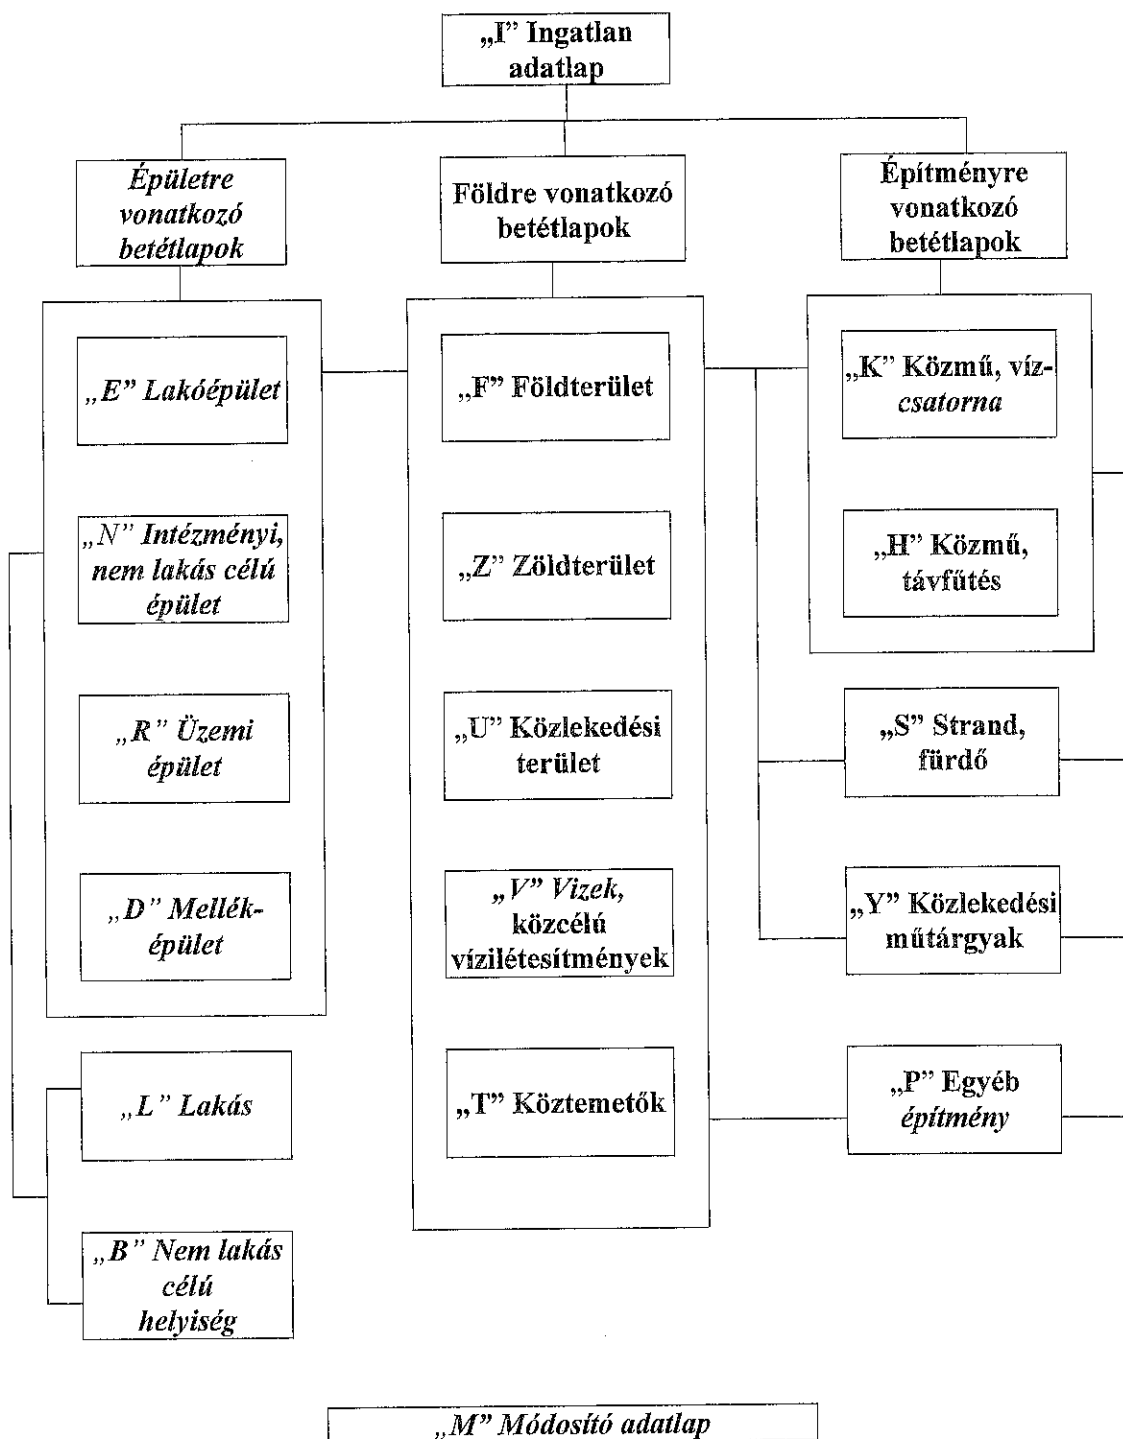 „I” Ingatlan
adatlap
Épületre
vonatkozó
betétlapok
Földre vonatkozó
betétlapok
Építményre
vonatkozó
betétlapok
„E” Lakóépület
„N” Intézményi,
nem lakás célú
épület
„R” Üzemi
épület
„D” Mellék-
épület
„L” Lakás
„B” Nem lakás
célú
helyiség
„F” Földterület
„Z” Zöldterület
„U” Közlekedési
terület
„V” Vizek,
közcélú
vízilétesítmények
„T” Köztemetők
„K” Közmű, víz-
csatorna
„H” Közmű,
távfűtés
„S” Strand,
fürdő
„Y” Közlekedési
műtárgyak
„P” Egyéb
építmény
„M” Módosító adatlap